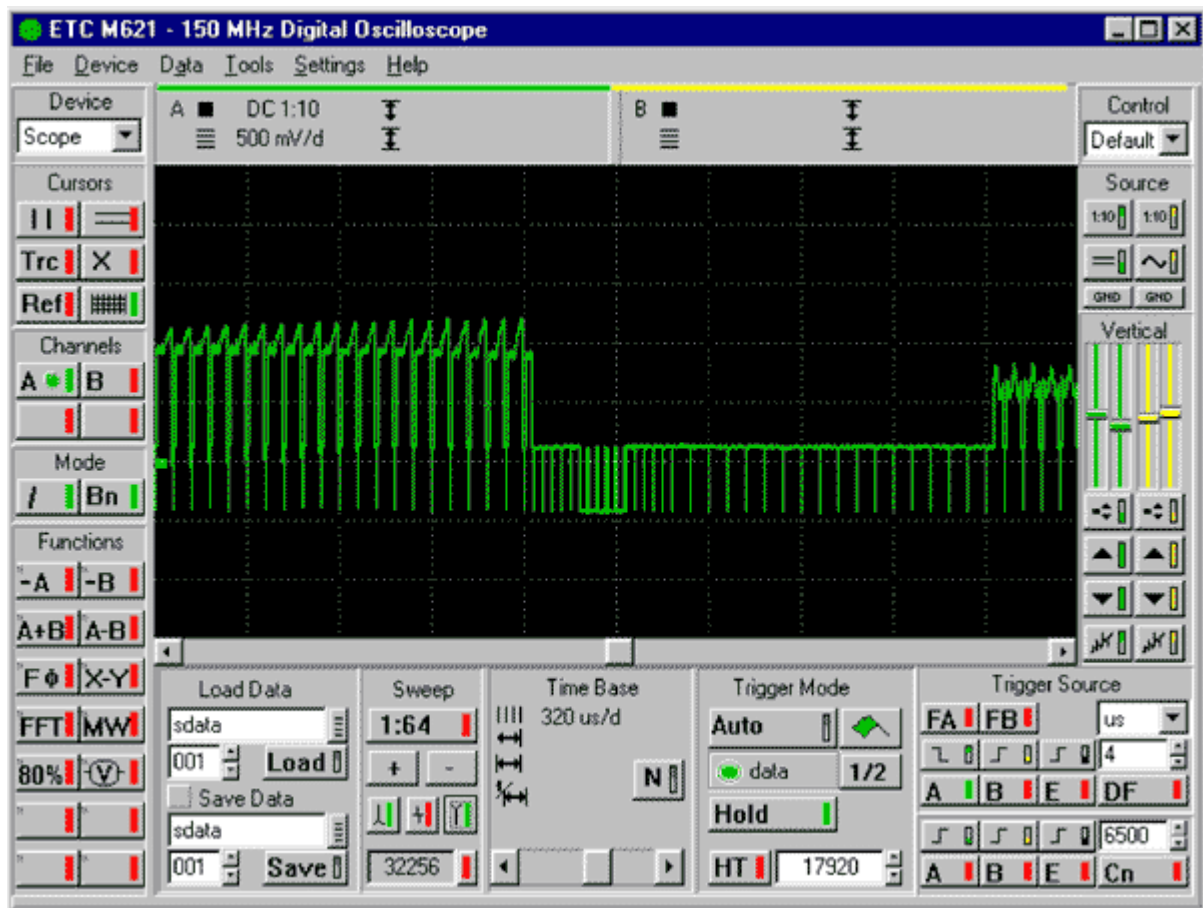 ETC M621 - 150 MHz Digital Oscilloscope
File Device Data Tools Settings Help
Device
Scope
A DC 1:10
500 mV/d
B
Control
Default
Cursors
Trc X
Ref
Channels
A B
Mode
/ Bn
Functions
-A -B
A+B A-B
FΦ X-Y
FFT MW
80% V
Source
1:10 1:10
GND GND
Vertical
Load Data
sdata
001 Load
Save Data
sdata
001 Save
Sweep
1:64
+ -
32256
Time Base
320 us/d
N
Trigger Mode
Auto
data 1/2
Hold
HT 17920
Trigger Source
FA FB us
4
A B E DF
6500
A B E Cn